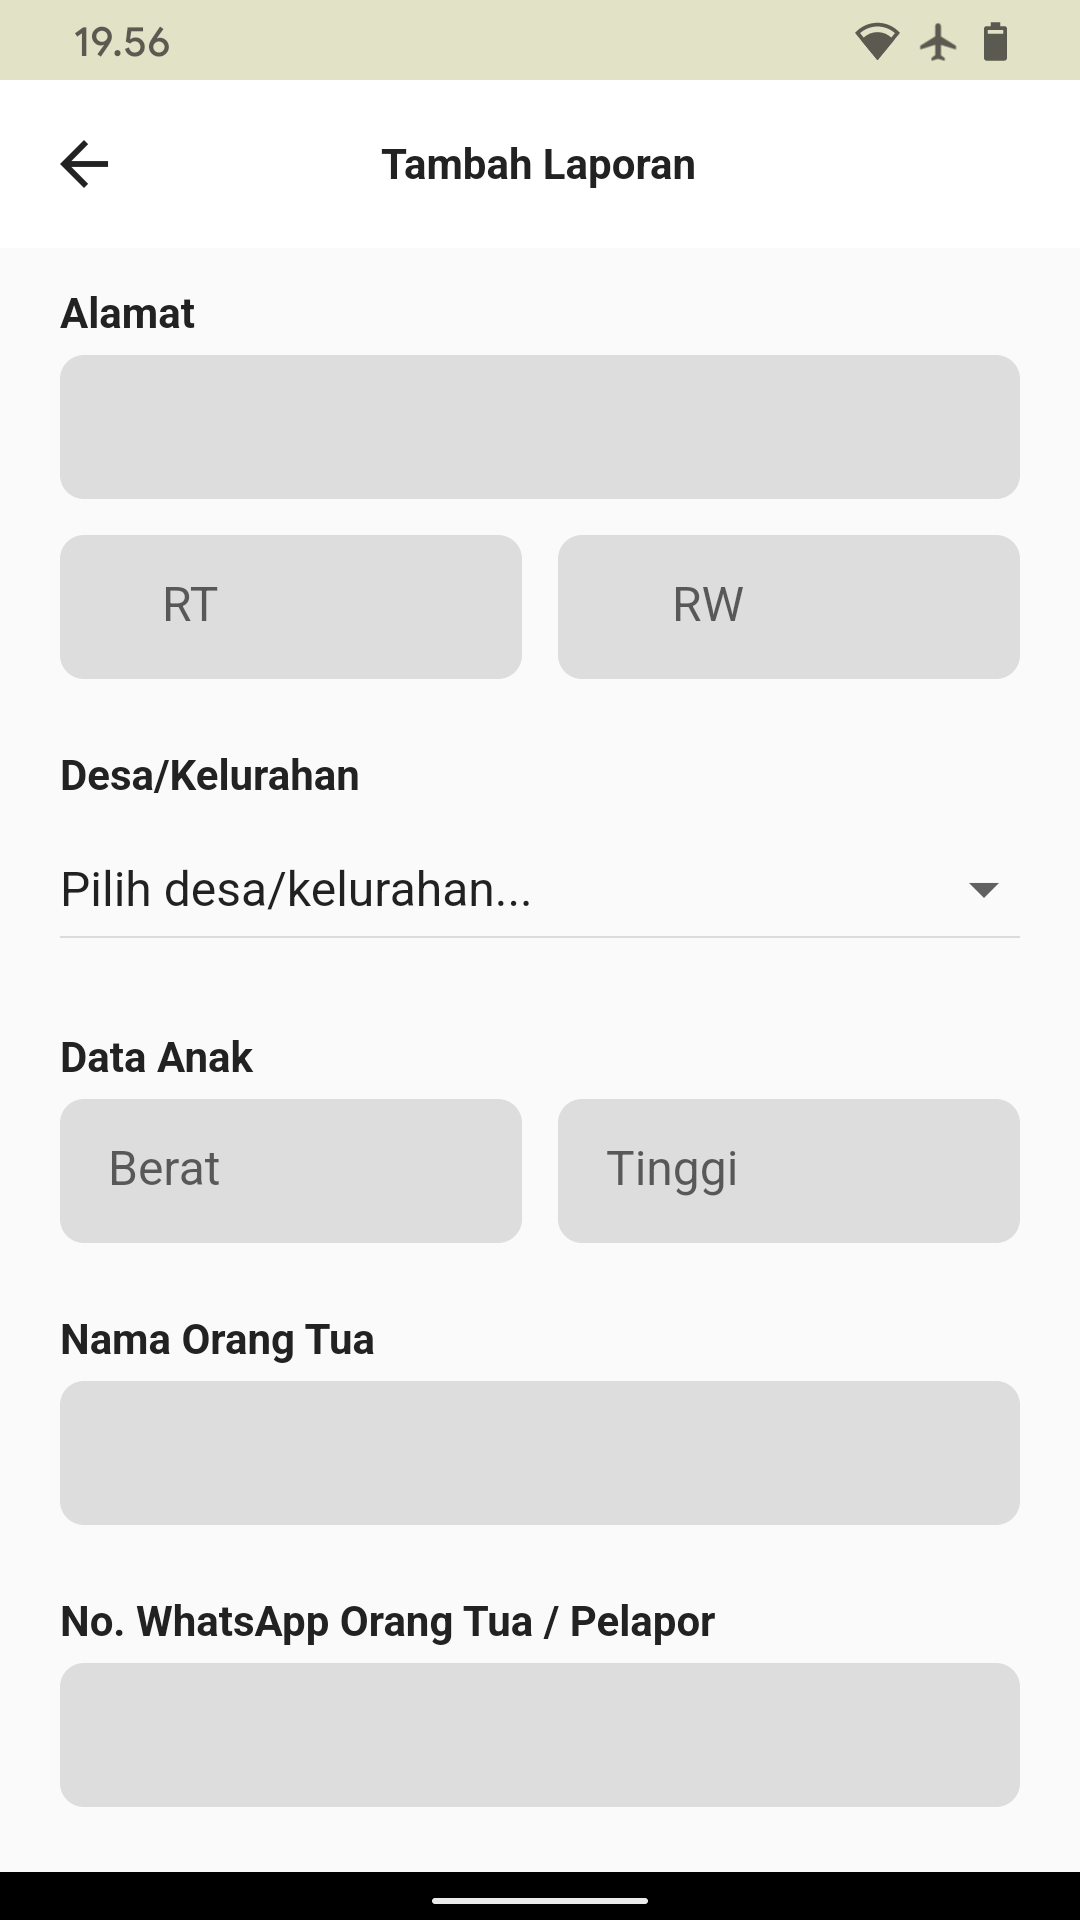 19.56
Tambah Laporan
Alamat
RT
RW
Desa/Kelurahan
Pilih desa/kelurahan...
Data Anak
Berat
Tinggi
Nama Orang Tua
No. WhatsApp Orang Tua / Pelapor